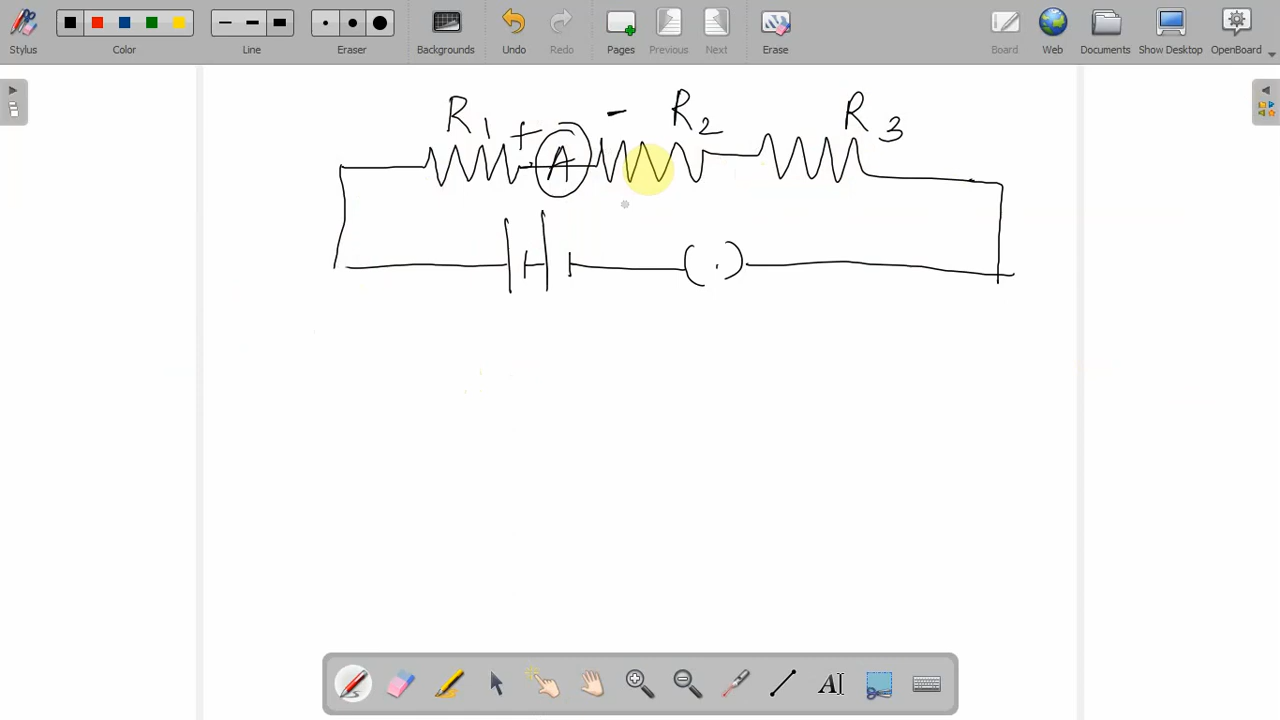 Stylus Color Line Eraser Backgrounds Undo Redo Pages Previous Next Erase Board Web Documents Show Desktop OpenBoard
R1 + A - R2 R3
AI